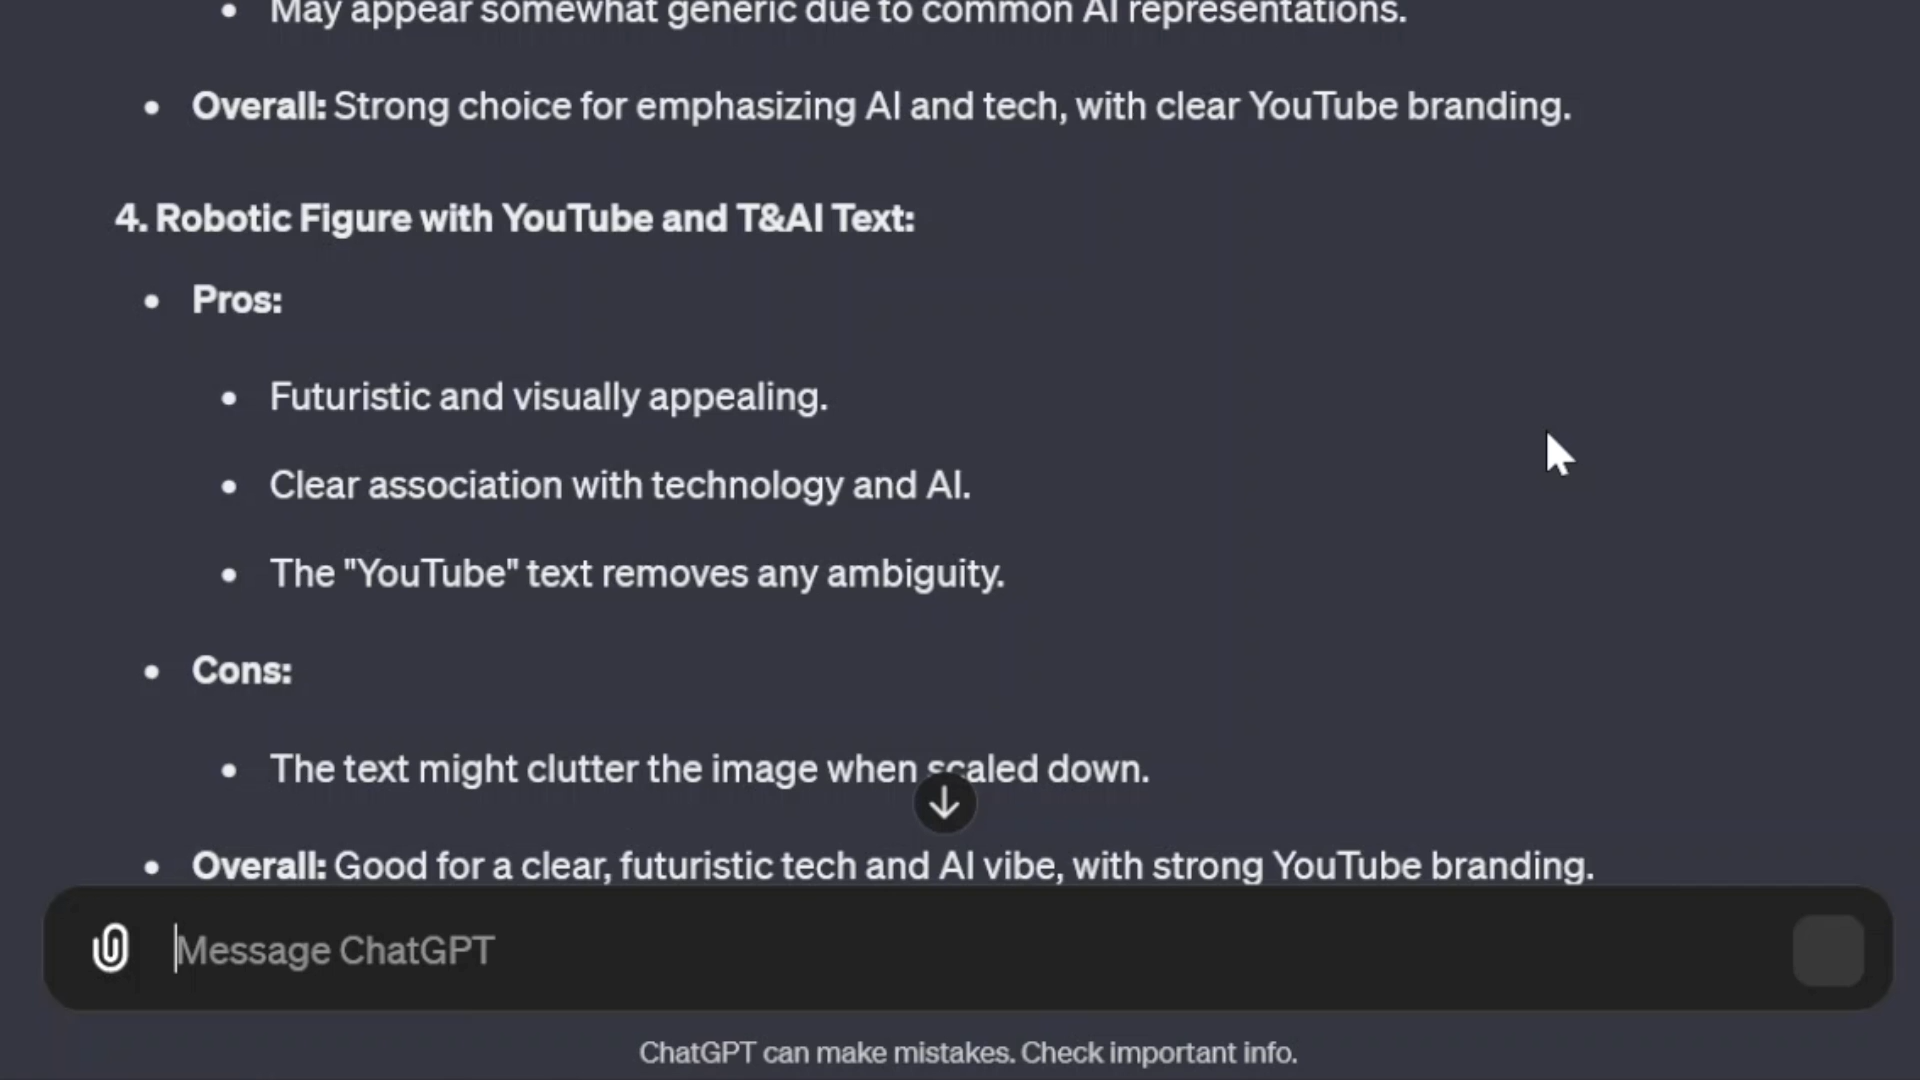 May appear somewhat generic due to common AI representations.
Overall: Strong choice for emphasizing AI and tech, with clear YouTube branding.
4. Robotic Figure with YouTube and T&AI Text:
Pros:
Futuristic and visually appealing.
Clear association with technology and AI.
The "YouTube" text removes any ambiguity.
Cons:
The text might clutter the image when scaled down.
Overall: Good for a clear, futuristic tech and AI vibe, with strong YouTube branding.
Message ChatGPT
ChatGPT can make mistakes. Check important info.